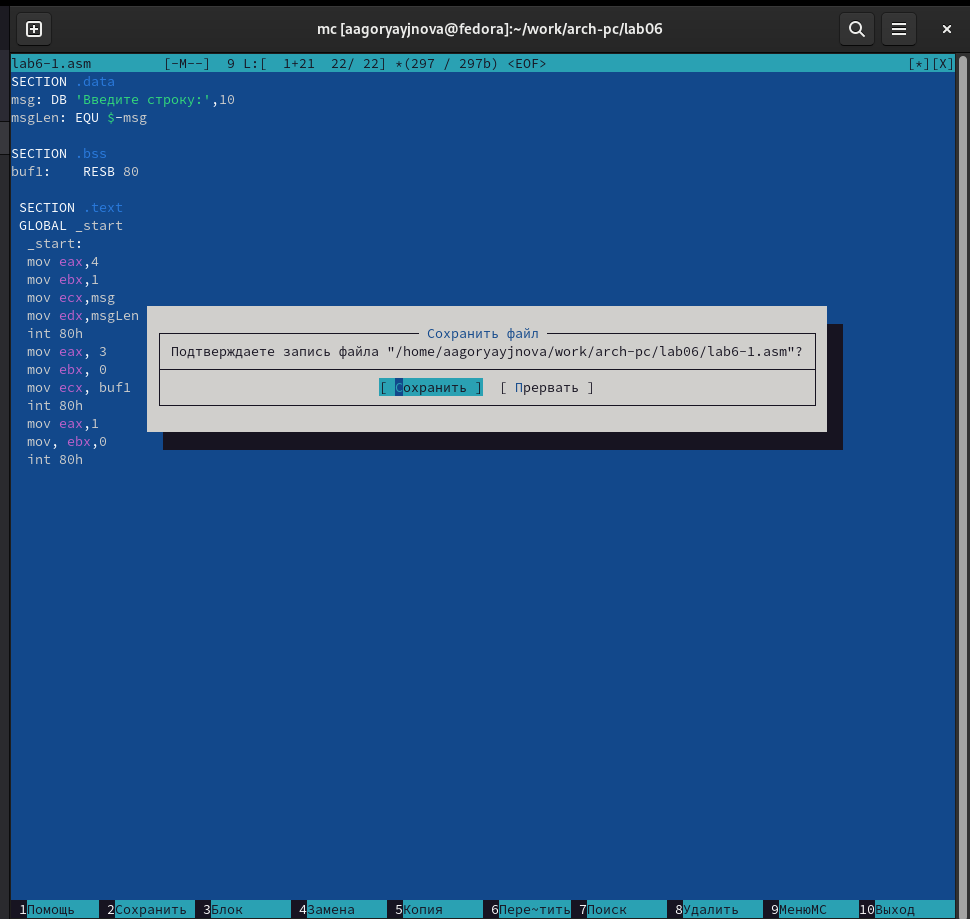 mc [aagoryayjnova@fedora]:~/work/arch-pc/lab06
lab6-1.asm [-M--] 9 L:[ 1+21 22/ 22] *(297 / 297b) <EOF> [*][X]
SECTION .data
msg: DB 'Введите строку:',10
msgLen: EQU $-msg
SECTION .bss
buf1: RESB 80
SECTION .text
GLOBAL _start
_start:
mov eax,4
mov ebx,1
mov ecx,msg
mov edx,msgLen
int 80h
mov eax, 3
mov ebx, 0
mov ecx, buf1
int 80h
mov eax,1
mov, ebx,0
int 80h
Сохранить файл
Подтверждаете запись файла "/home/aagoryayjnova/work/arch-pc/lab06/lab6-1.asm"?
[ Сохранить ] [ Прервать ]
1Помощь 2Сохранить 3Блок 4Замена 5Копия 6Пере~тить 7Поиск 8Удалить 9МенюMC 10Выход